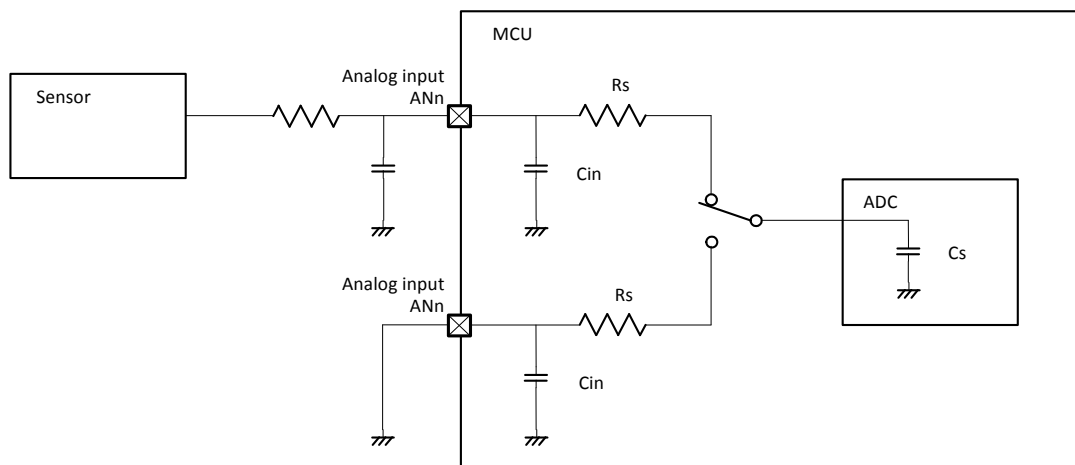 MCU
Analog input
ANn
Rs
Sensor
Cin
ADC
Cs
Analog input
ANn
Rs
Cin